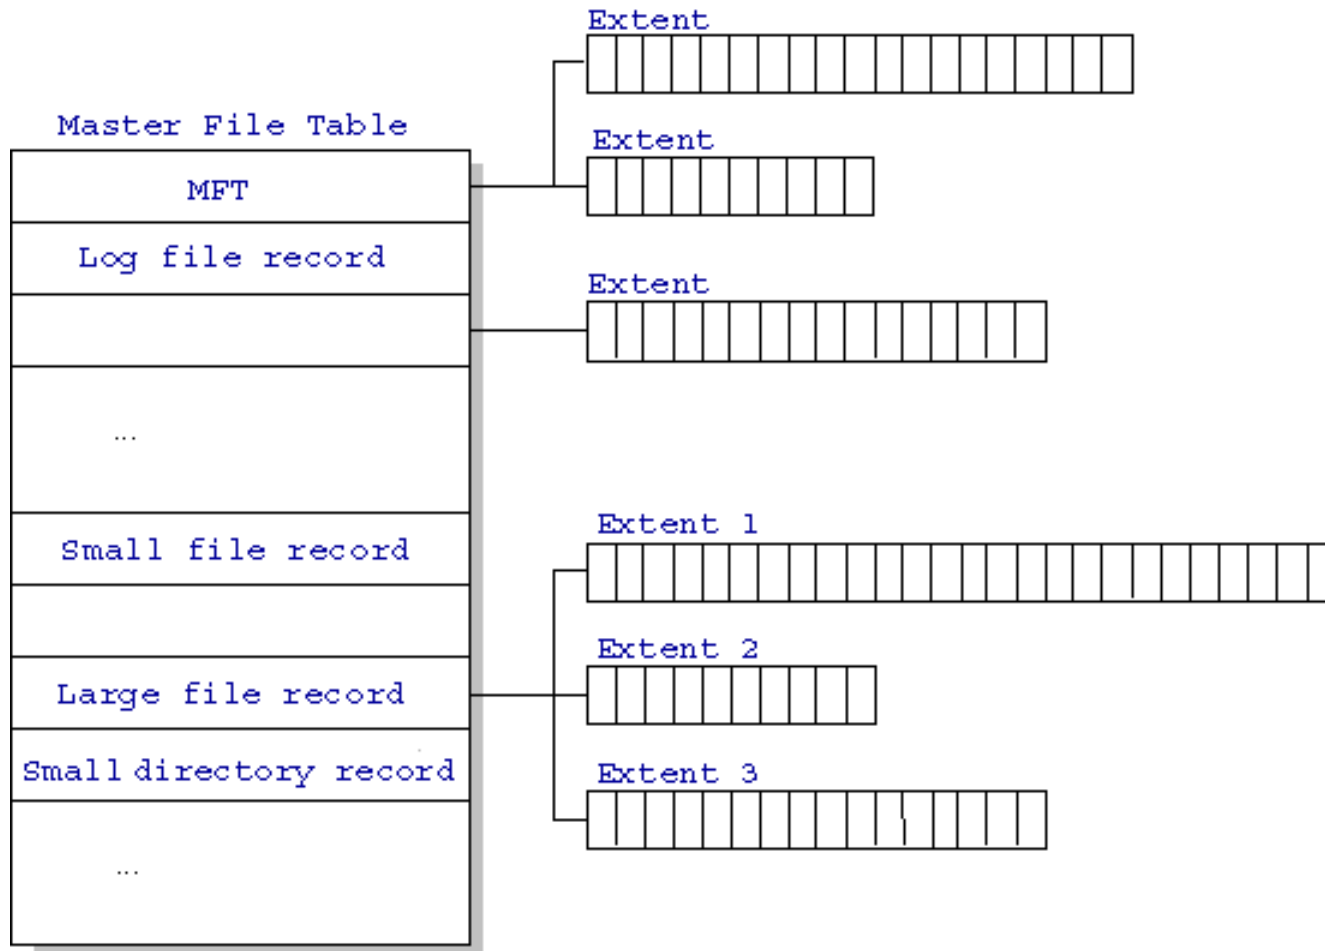 Extent
Master File Table
Extent
MFT
Log file record
Extent
...
Extent 1
Small file record
Extent 2
Large file record
Small directory record
Extent 3
...